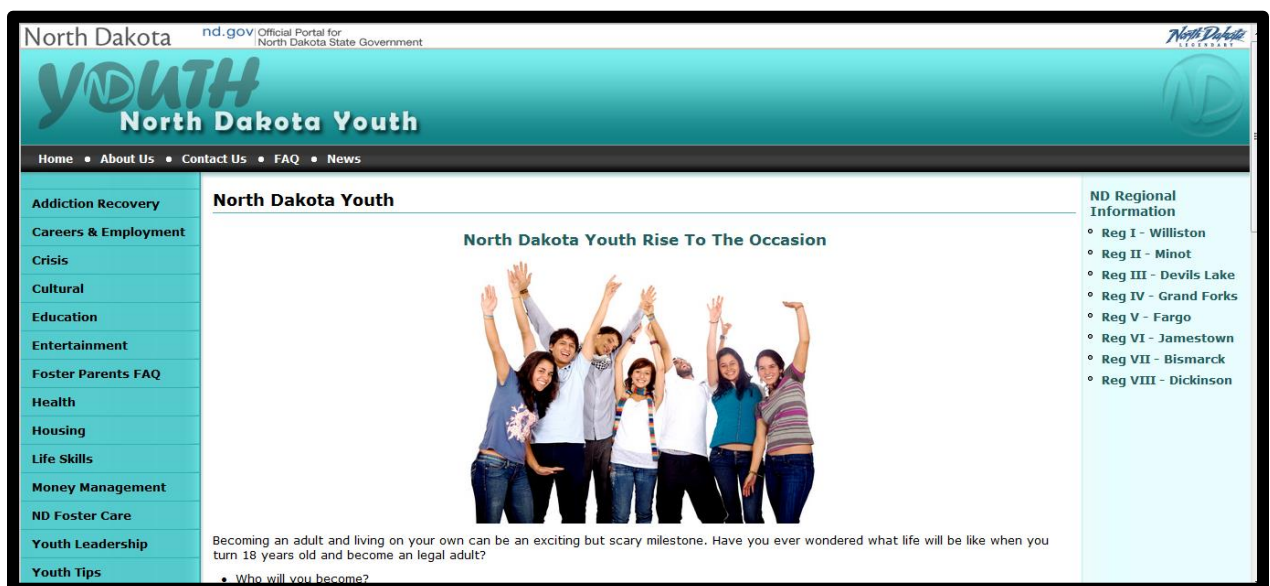 North Dakota
nd.gov Official Portal for
North Dakota State Government
North Dakota
LEGENDARY
YOUTH
North Dakota Youth
ND
Home • About Us • Contact Us • FAQ • News
Addiction Recovery
Careers & Employment
Crisis
Cultural
Education
Entertainment
Foster Parents FAQ
Health
Housing
Life Skills
Money Management
ND Foster Care
Youth Leadership
Youth Tips
North Dakota Youth
North Dakota Youth Rise To The Occasion
Becoming an adult and living on your own can be an exciting but scary milestone. Have you ever wondered what life will be like when you
turn 18 years old and become an legal adult?
• Who will you become?
ND Regional
Information
Reg I - Williston
Reg II - Minot
Reg III - Devils Lake
Reg IV - Grand Forks
Reg V - Fargo
Reg VI - Jamestown
Reg VII - Bismarck
Reg VIII - Dickinson